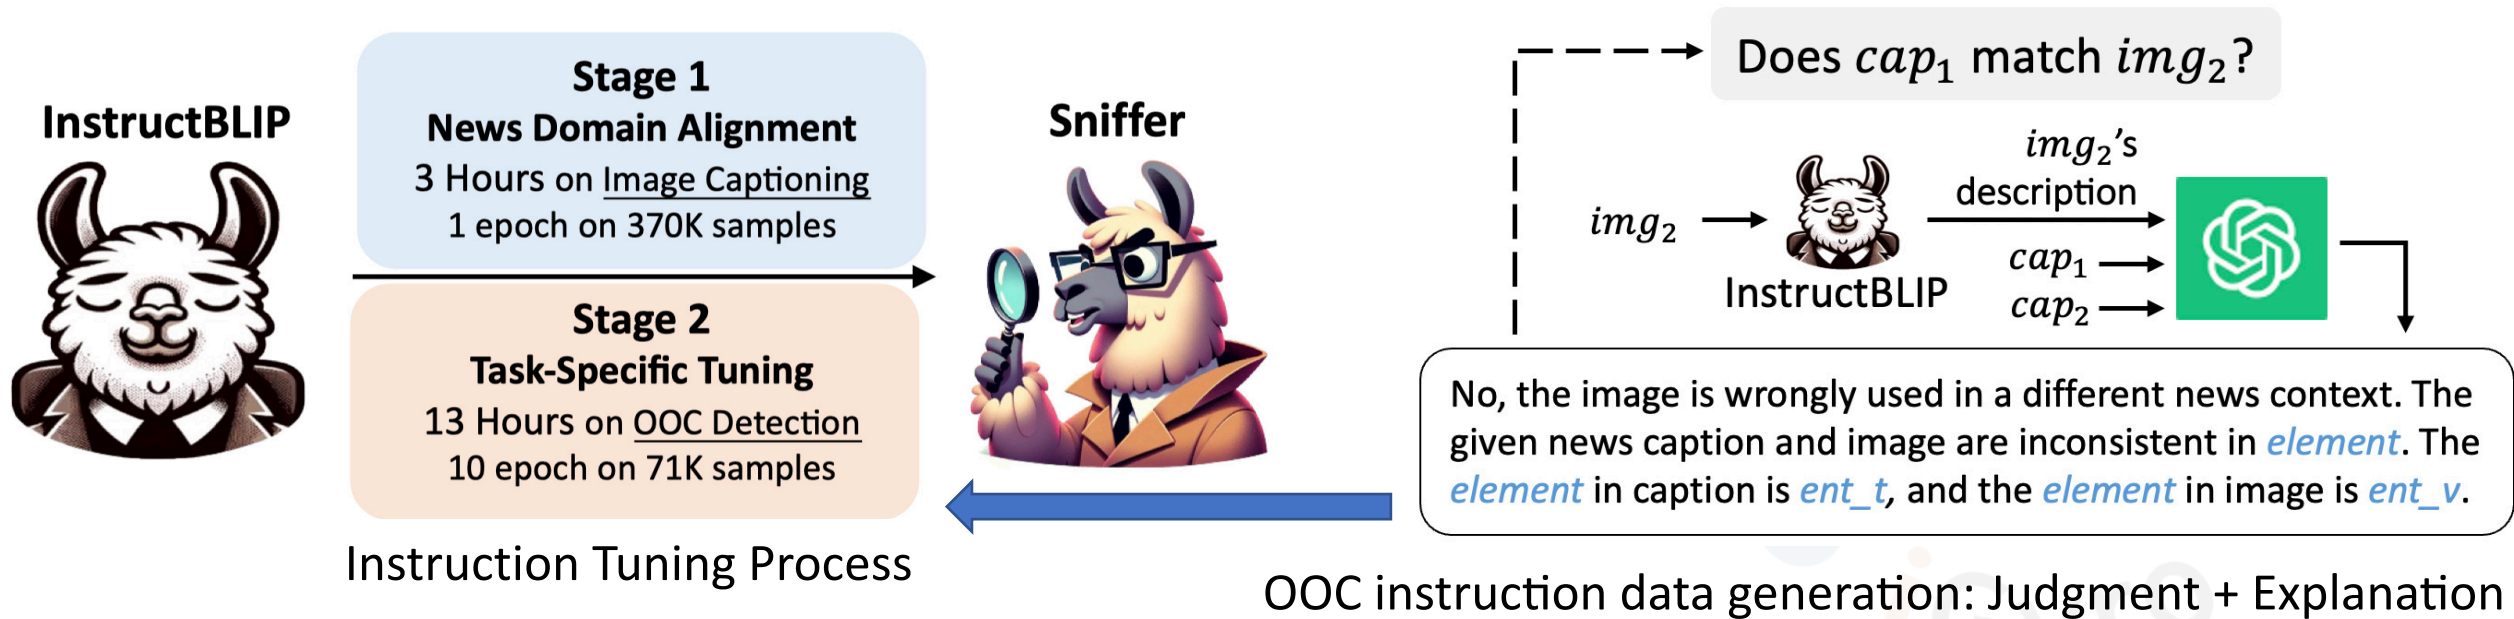 InstructBLIP
Stage 1
News Domain Alignment
3 Hours on Image Captioning
1 epoch on 370K samples
Stage 2
Task-Specific Tuning
13 Hours on OOC Detection
10 epoch on 71K samples
Instruction Tuning Process
Sniffer
Does cap₁ match img₂?
img₂
InstructBLIP
img₂’s
description
cap₁
cap₂
No, the image is wrongly used in a different news context. The
given news caption and image are inconsistent in element. The
element in caption is ent_t, and the element in image is ent_v.
OOC instruction data generation: Judgment + Explanation